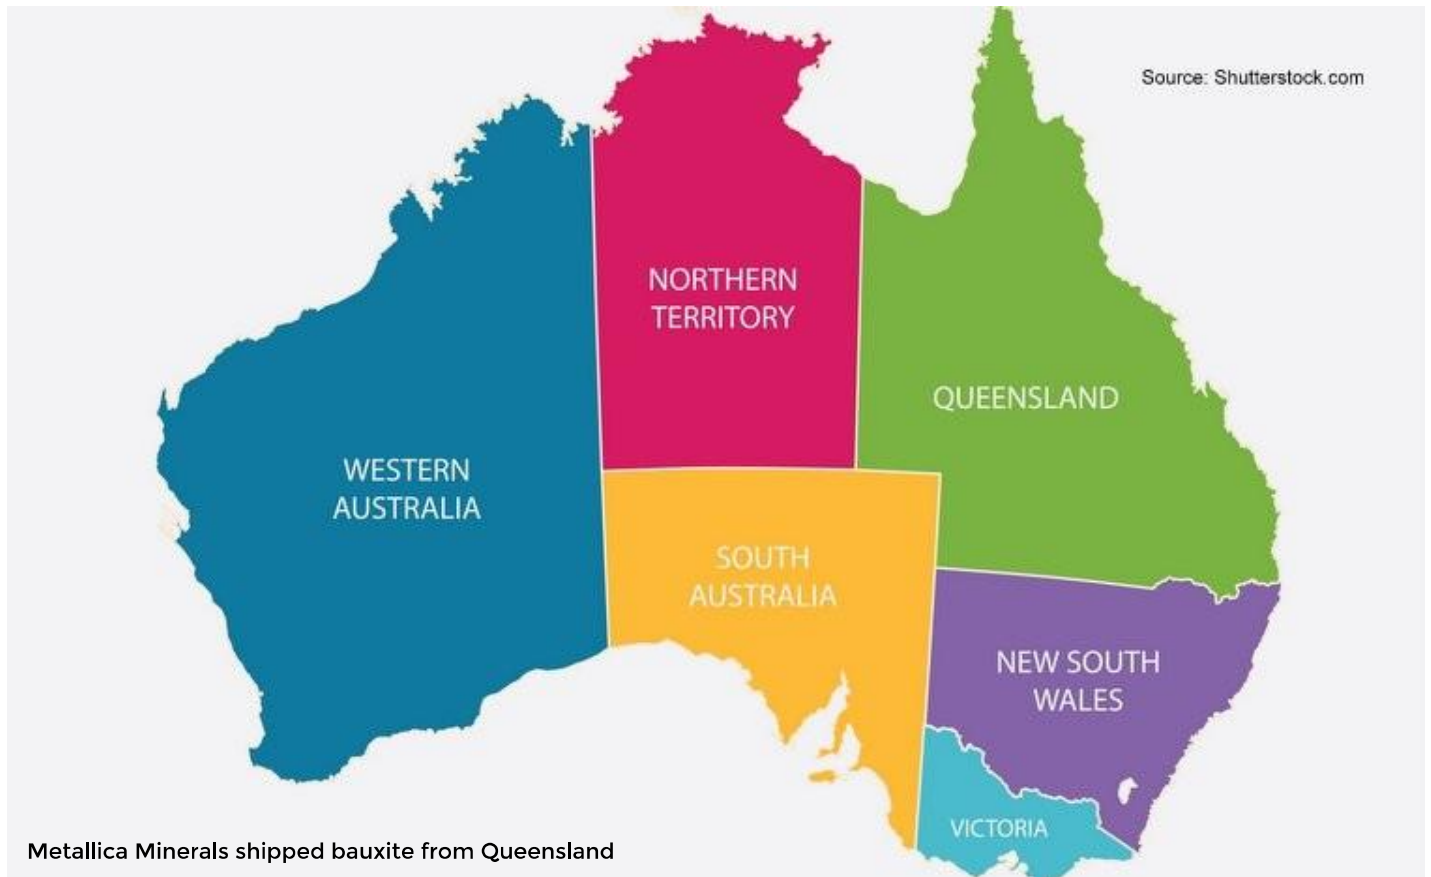 Source: Shutterstock.com
NORTHERN
TERRITORY
QUEENSLAND
WESTERN
AUSTRALIA
SOUTH
AUSTRALIA
NEW SOUTH
WALES
VICTORIA
Metallica Minerals shipped bauxite from Queensland